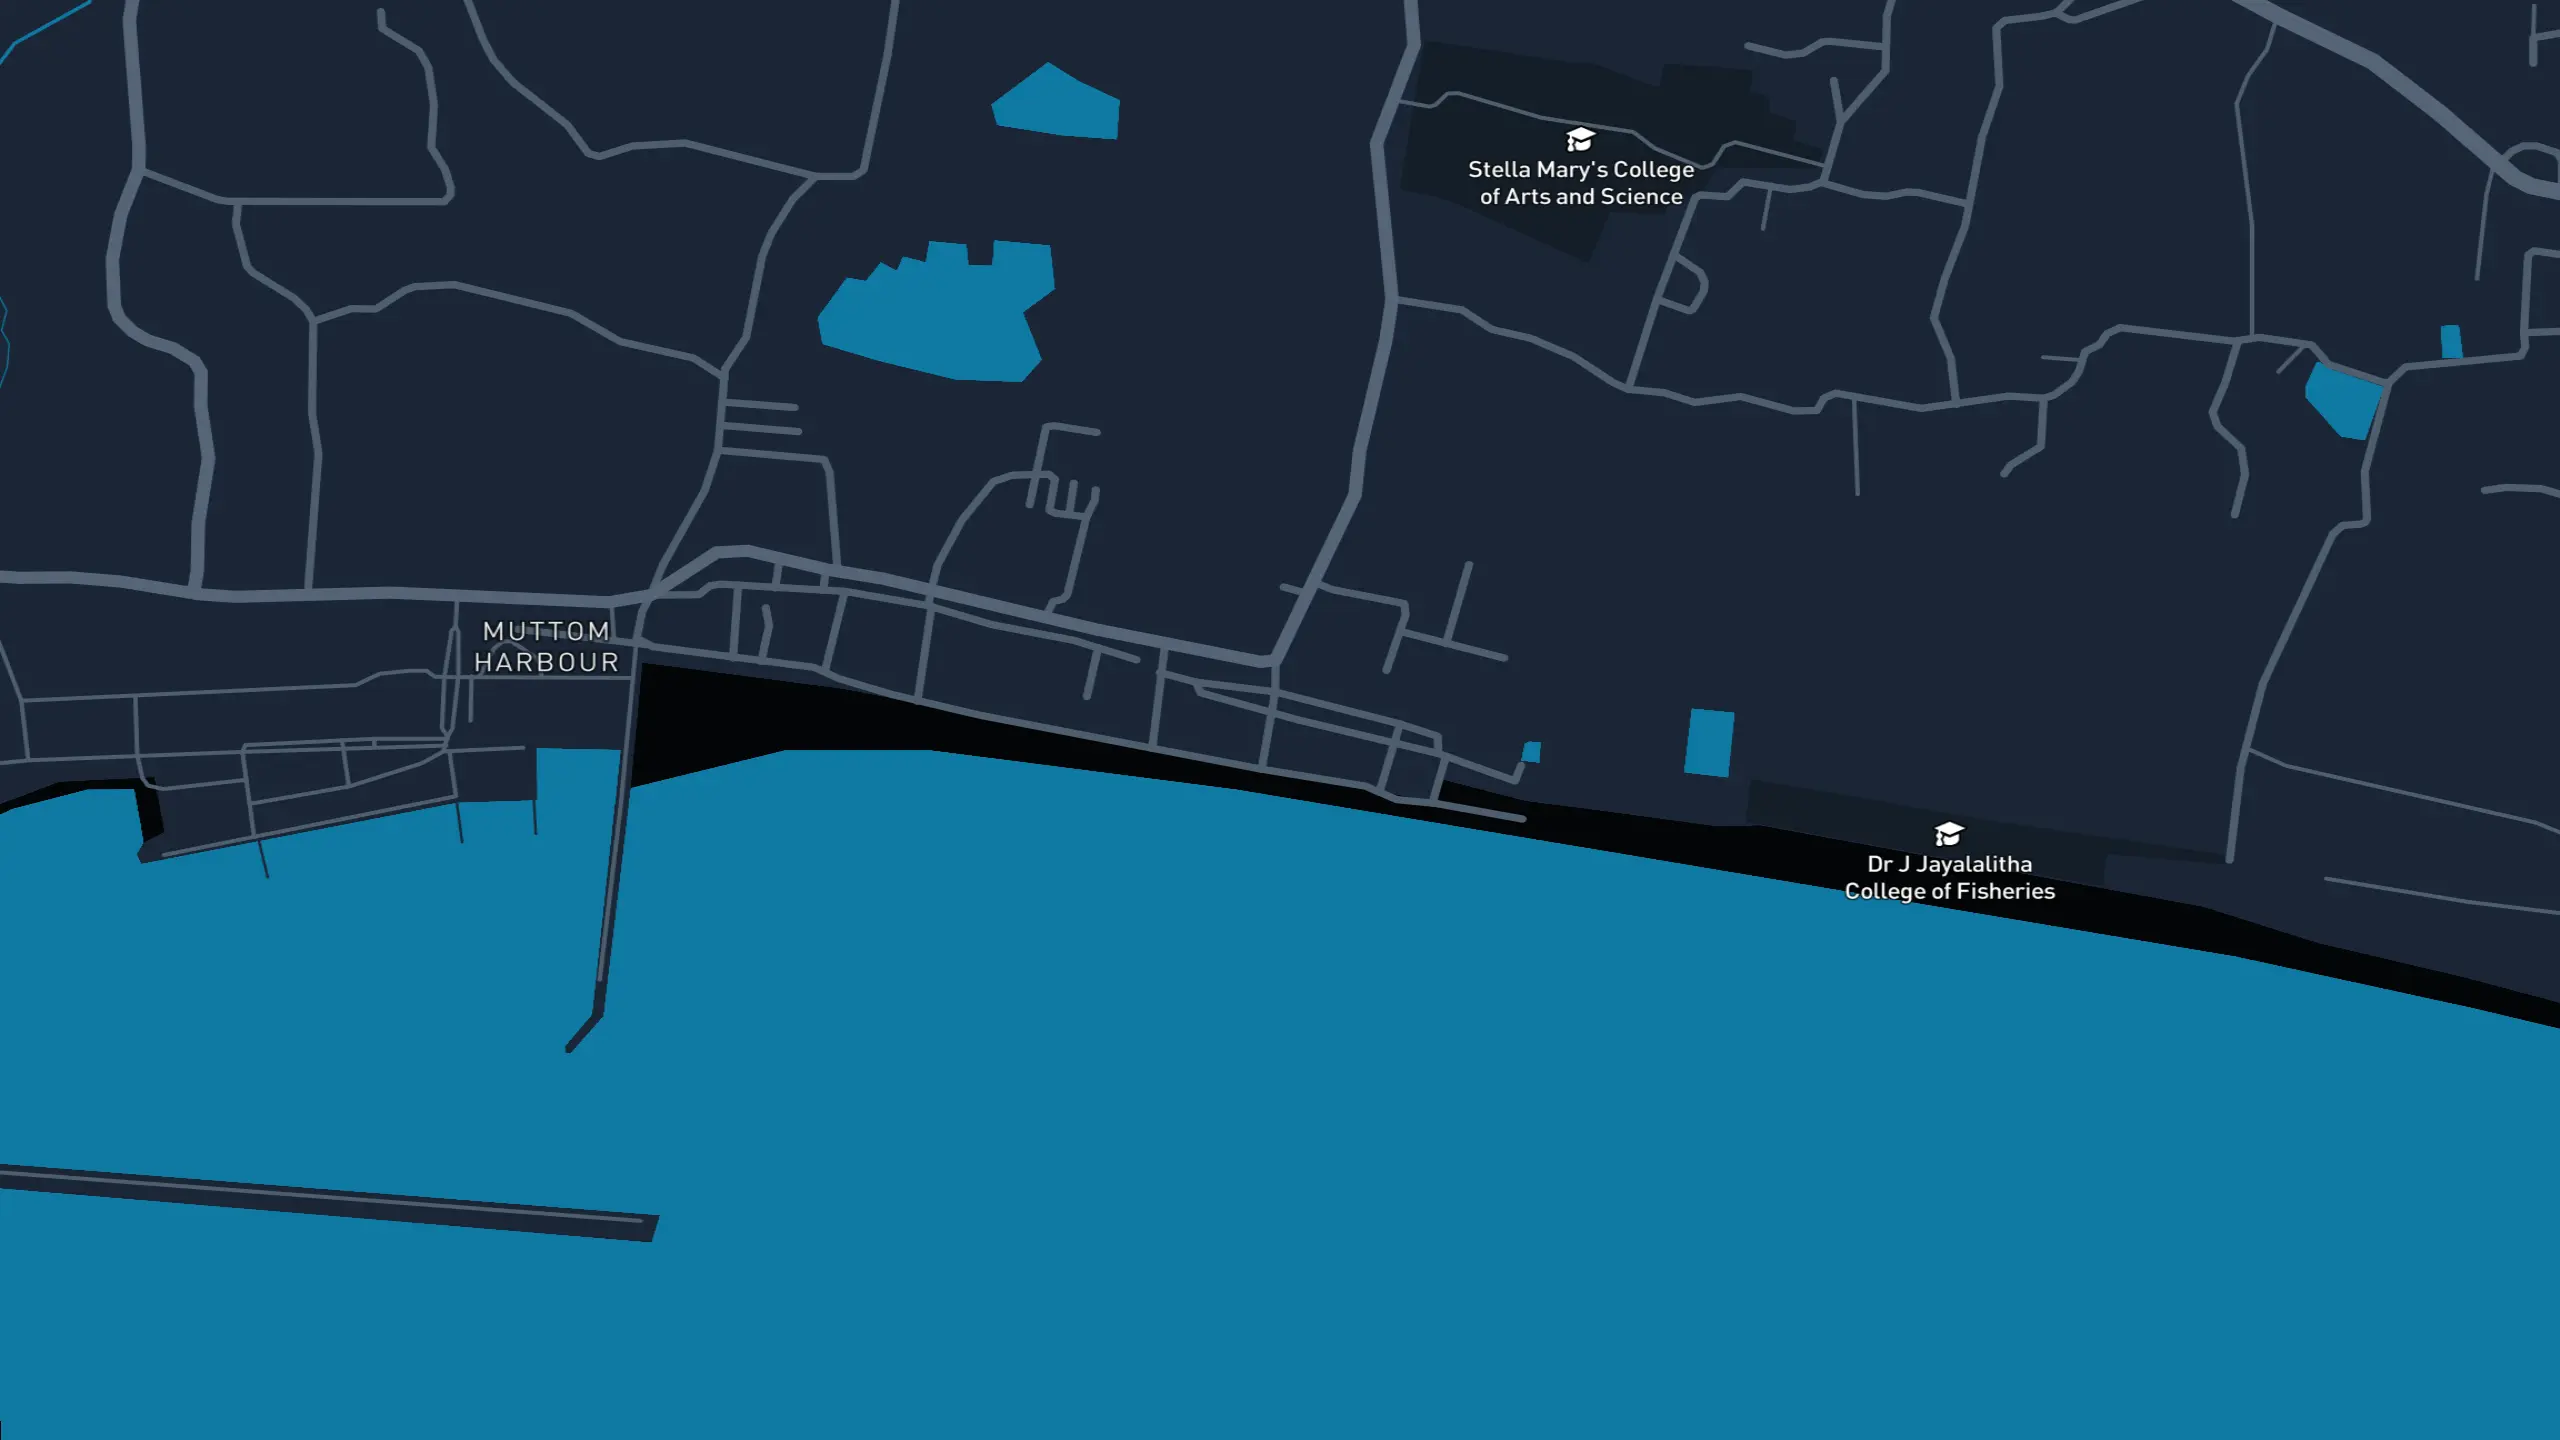 Stella Mary's College
of Arts and Science
MUTTOM
HARBOUR
Dr J Jayalalitha
College of Fisheries